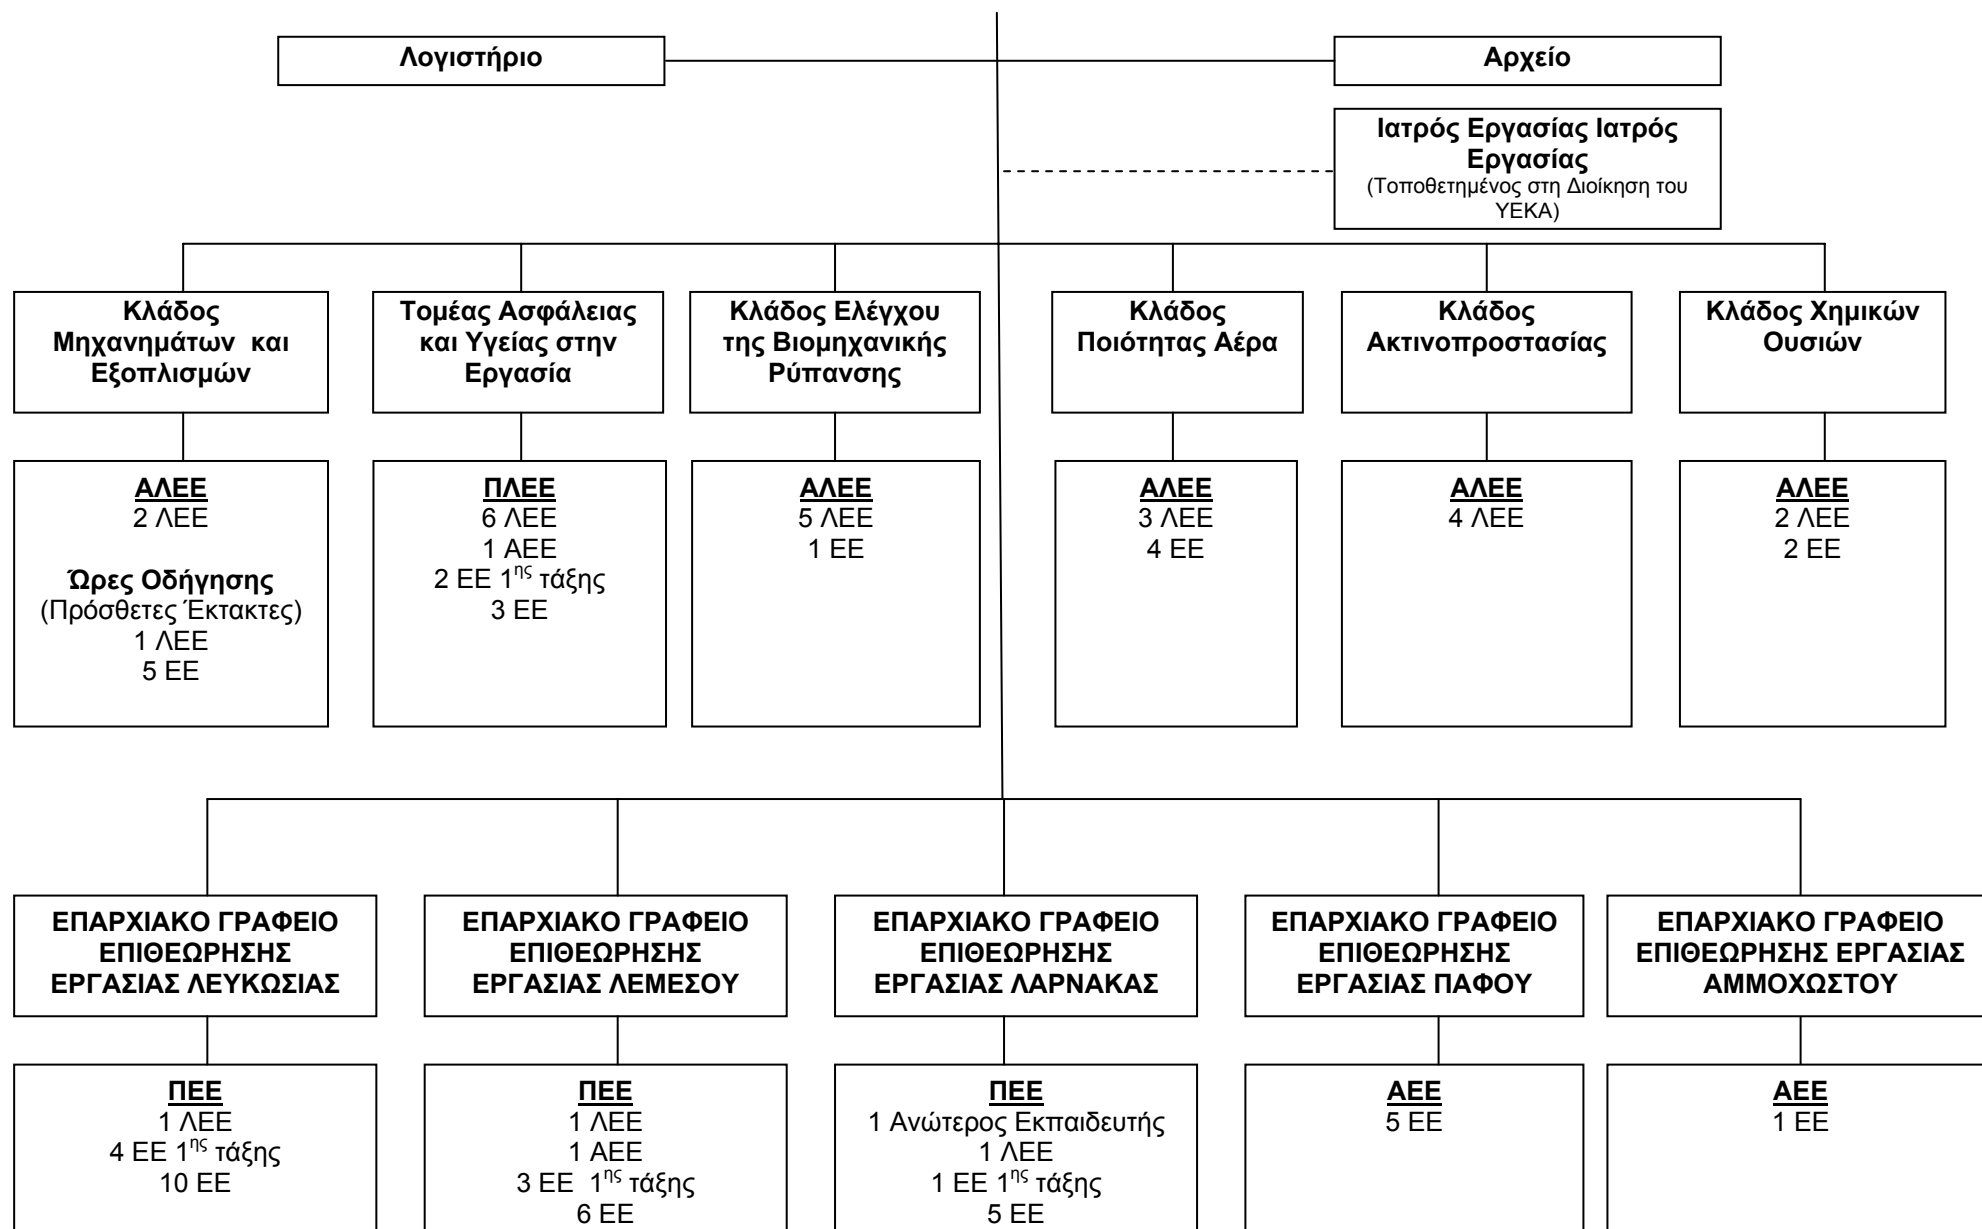 Λογιστήριο
Αρχείο
Ιατρός Εργασίας Ιατρός
Εργασίας
(Τοποθετημένος στη Διοίκηση του
ΥΕΚΑ)
Κλάδος
Μηχανημάτων και
Εξοπλισμών
Τομέας Ασφάλειας
και Υγείας στην
Εργασία
Κλάδος Ελέγχου
της Βιομηχανικής
Ρύπανσης
Κλάδος
Ποιότητας Αέρα
Κλάδος
Ακτινοπροστασίας
Κλάδος Χημικών
Ουσιών
ΑΛΕΕ
2 ΛΕΕ
Ώρες Οδήγησης
(Πρόσθετες Έκτακτες)
1 ΛΕΕ
5 ΕΕ
ΠΛΕΕ
6 ΛΕΕ
1 ΑΕΕ
2 ΕΕ 1ης τάξης
3 ΕΕ
ΑΛΕΕ
5 ΛΕΕ
1 ΕΕ
ΑΛΕΕ
3 ΛΕΕ
4 ΕΕ
ΑΛΕΕ
4 ΛΕΕ
ΑΛΕΕ
2 ΛΕΕ
2 ΕΕ
ΕΠΑΡΧΙΑΚΟ ΓΡΑΦΕΙΟ
ΕΠΙΘΕΩΡΗΣΗΣ
ΕΡΓΑΣΙΑΣ ΛΕΥΚΩΣΙΑΣ
ΕΠΑΡΧΙΑΚΟ ΓΡΑΦΕΙΟ
ΕΠΙΘΕΩΡΗΣΗΣ
ΕΡΓΑΣΙΑΣ ΛΕΜΕΣΟΥ
ΕΠΑΡΧΙΑΚΟ ΓΡΑΦΕΙΟ
ΕΠΙΘΕΩΡΗΣΗΣ
ΕΡΓΑΣΙΑΣ ΛΑΡΝΑΚΑΣ
ΕΠΑΡΧΙΑΚΟ ΓΡΑΦΕΙΟ
ΕΠΙΘΕΩΡΗΣΗΣ
ΕΡΓΑΣΙΑΣ ΠΑΦΟΥ
ΕΠΑΡΧΙΑΚΟ ΓΡΑΦΕΙΟ
ΕΠΙΘΕΩΡΗΣΗΣ ΕΡΓΑΣΙΑΣ
ΑΜΜΟΧΩΣΤΟΥ
ΠΕΕ
1 ΛΕΕ
4 ΕΕ 1ης τάξης
10 ΕΕ
ΠΕΕ
1 ΛΕΕ
1 ΑΕΕ
3 ΕΕ 1ης τάξης
6 ΕΕ
ΠΕΕ
1 Ανώτερος Εκπαιδευτής
1 ΛΕΕ
1 ΕΕ 1ης τάξης
5 ΕΕ
ΑΕΕ
5 ΕΕ
ΑΕΕ
1 ΕΕ